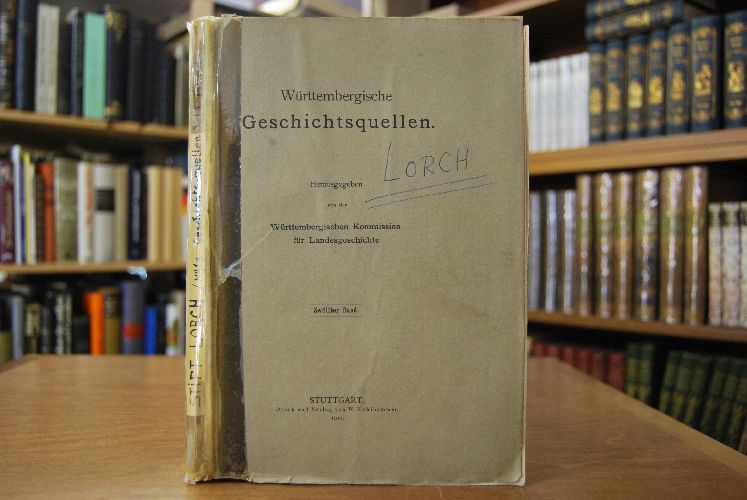 Württembergische
Geschichtsquellen.
LORCH
Herausgegeben
von der
Württembergischen Kommission
für Landesgeschichte
Zwölfter Band.
STUTTGART.
Druck und Verlag von W. Kohlhammer.
STIFT LORCH
Geschichtsquellen